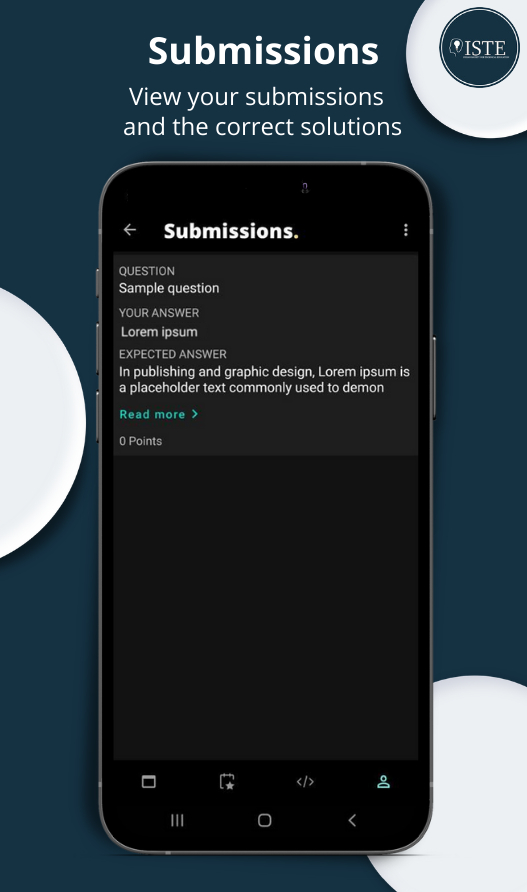 Submissions
View your submissions
and the correct solutions
ISTE
Submissions.
QUESTION
Sample question
YOUR ANSWER
Lorem ipsum
EXPECTED ANSWER
In publishing and graphic design, Lorem ipsum is
a placeholder text commonly used to demon
Read more >
0 Points